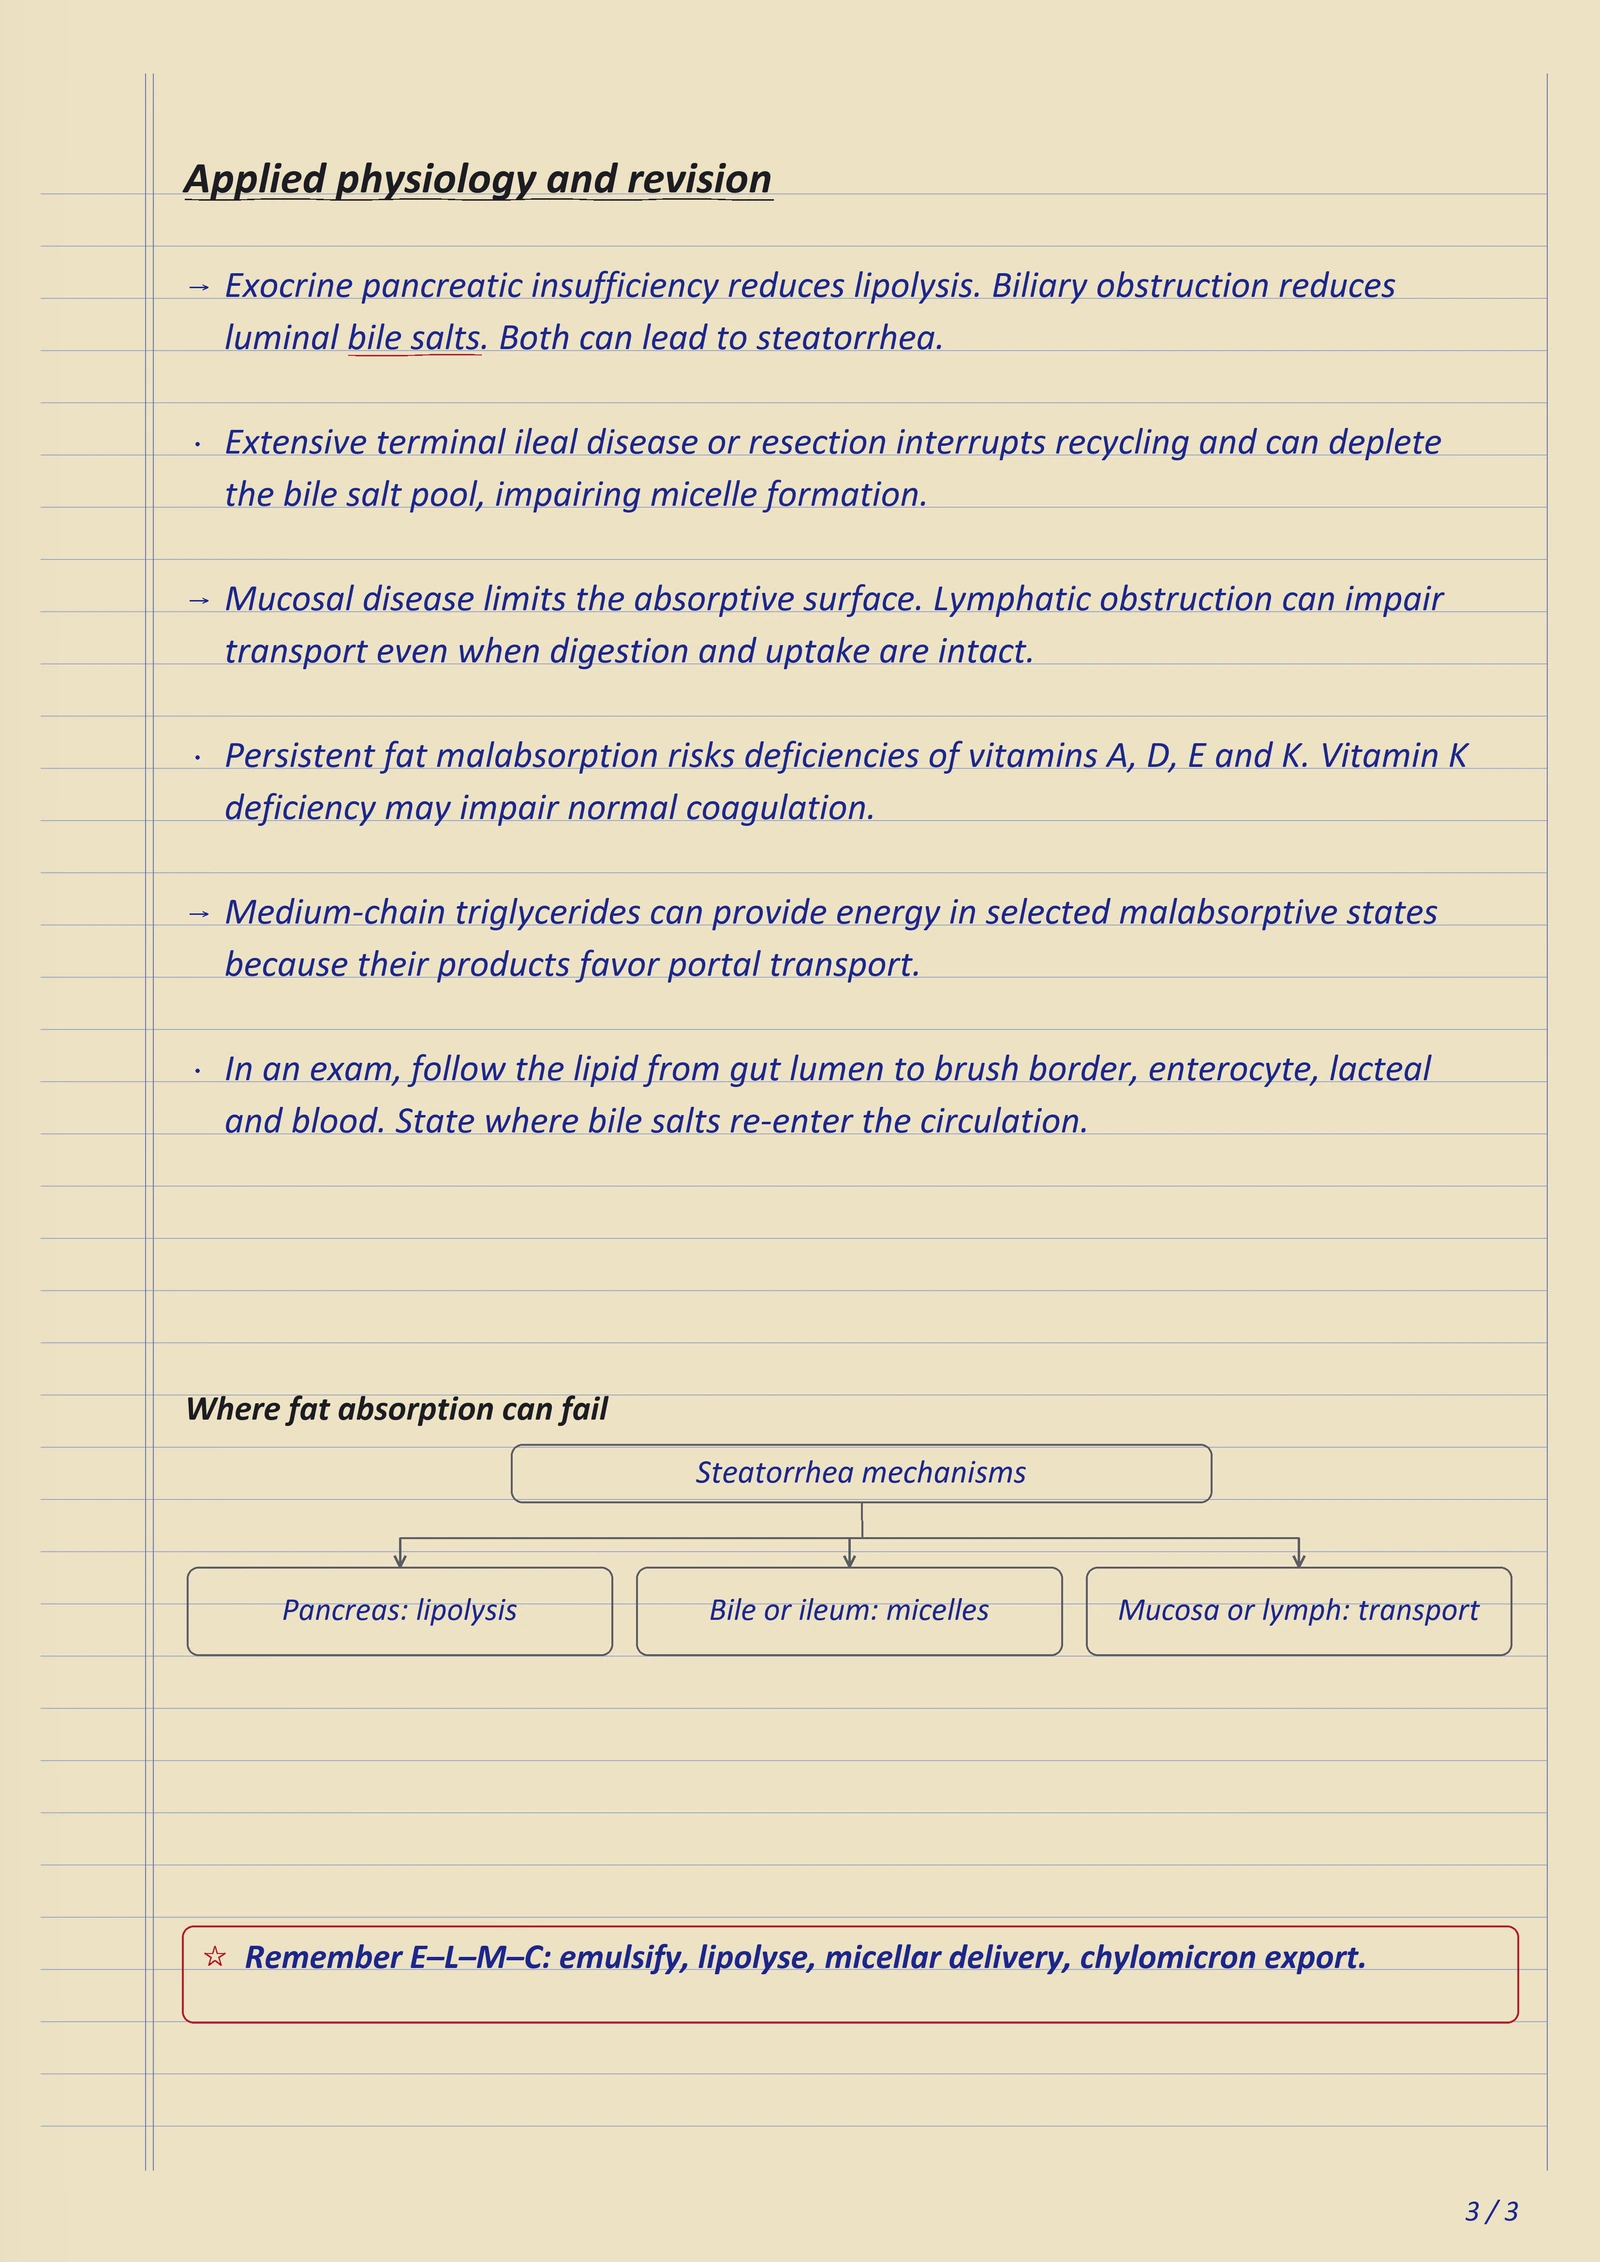 Applied physiology and revision
→ Exocrine pancreatic insufficiency reduces lipolysis. Biliary obstruction reduces
luminal bile salts. Both can lead to steatorrhea.
· Extensive terminal ileal disease or resection interrupts recycling and can deplete
the bile salt pool, impairing micelle formation.
→ Mucosal disease limits the absorptive surface. Lymphatic obstruction can impair
transport even when digestion and uptake are intact.
· Persistent fat malabsorption risks deficiencies of vitamins A, D, E and K. Vitamin K
deficiency may impair normal coagulation.
→ Medium-chain triglycerides can provide energy in selected malabsorptive states
because their products favor portal transport.
· In an exam, follow the lipid from gut lumen to brush border, enterocyte, lacteal
and blood. State where bile salts re-enter the circulation.
Where fat absorption can fail
Steatorrhea mechanisms
Pancreas: lipolysis
Bile or ileum: micelles
Mucosa or lymph: transport
☆ Remember E–L–M–C: emulsify, lipolyse, micellar delivery, chylomicron export.
3 / 3